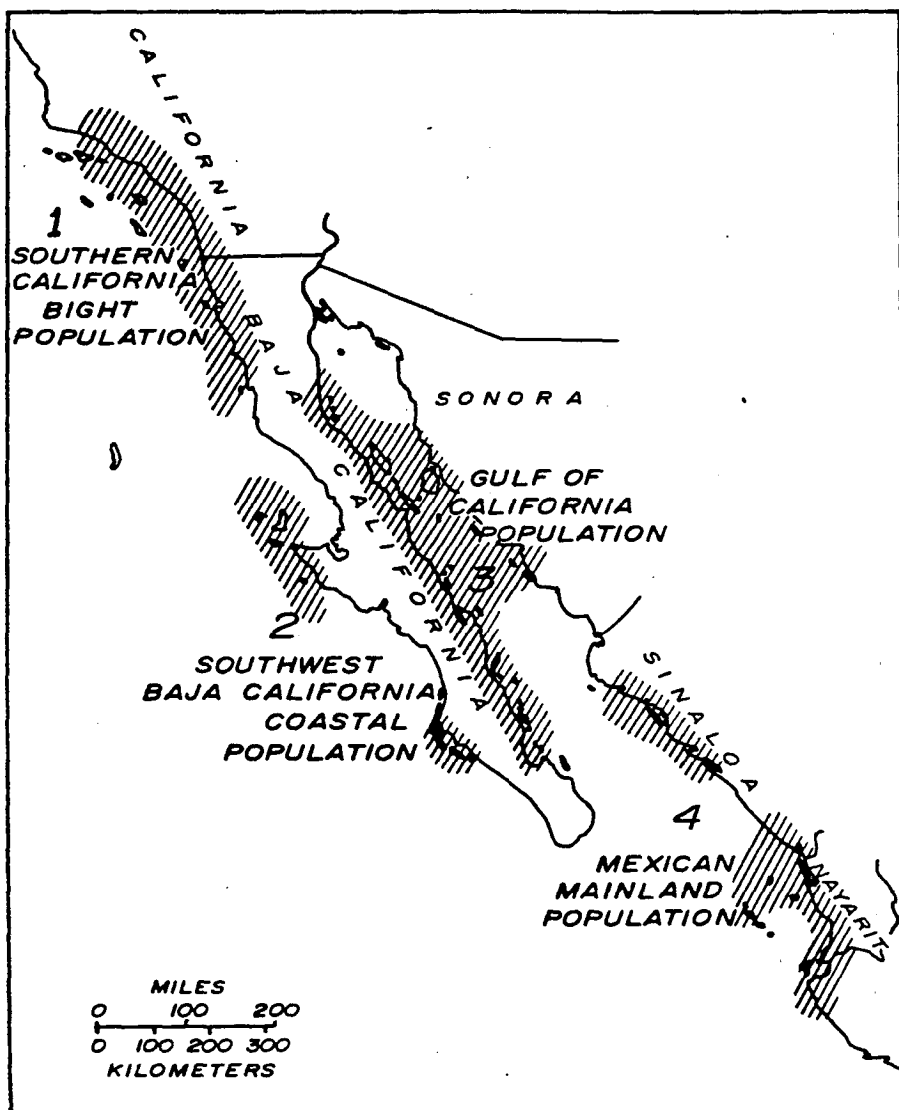 CALIFORNIA
1
SOUTHERN
CALIFORNIA
BIGHT
POPULATION
BAJA CALIFORNIA
SONORA
GULF OF
CALIFORNIA
POPULATION
3
2
SOUTHWEST
BAJA CALIFORNIA
COASTAL
POPULATION
SINALOA
4
MEXICAN
MAINLAND
POPULATION
NAYARIT
MILES
0 100 200
0 100 200 300
KILOMETERS